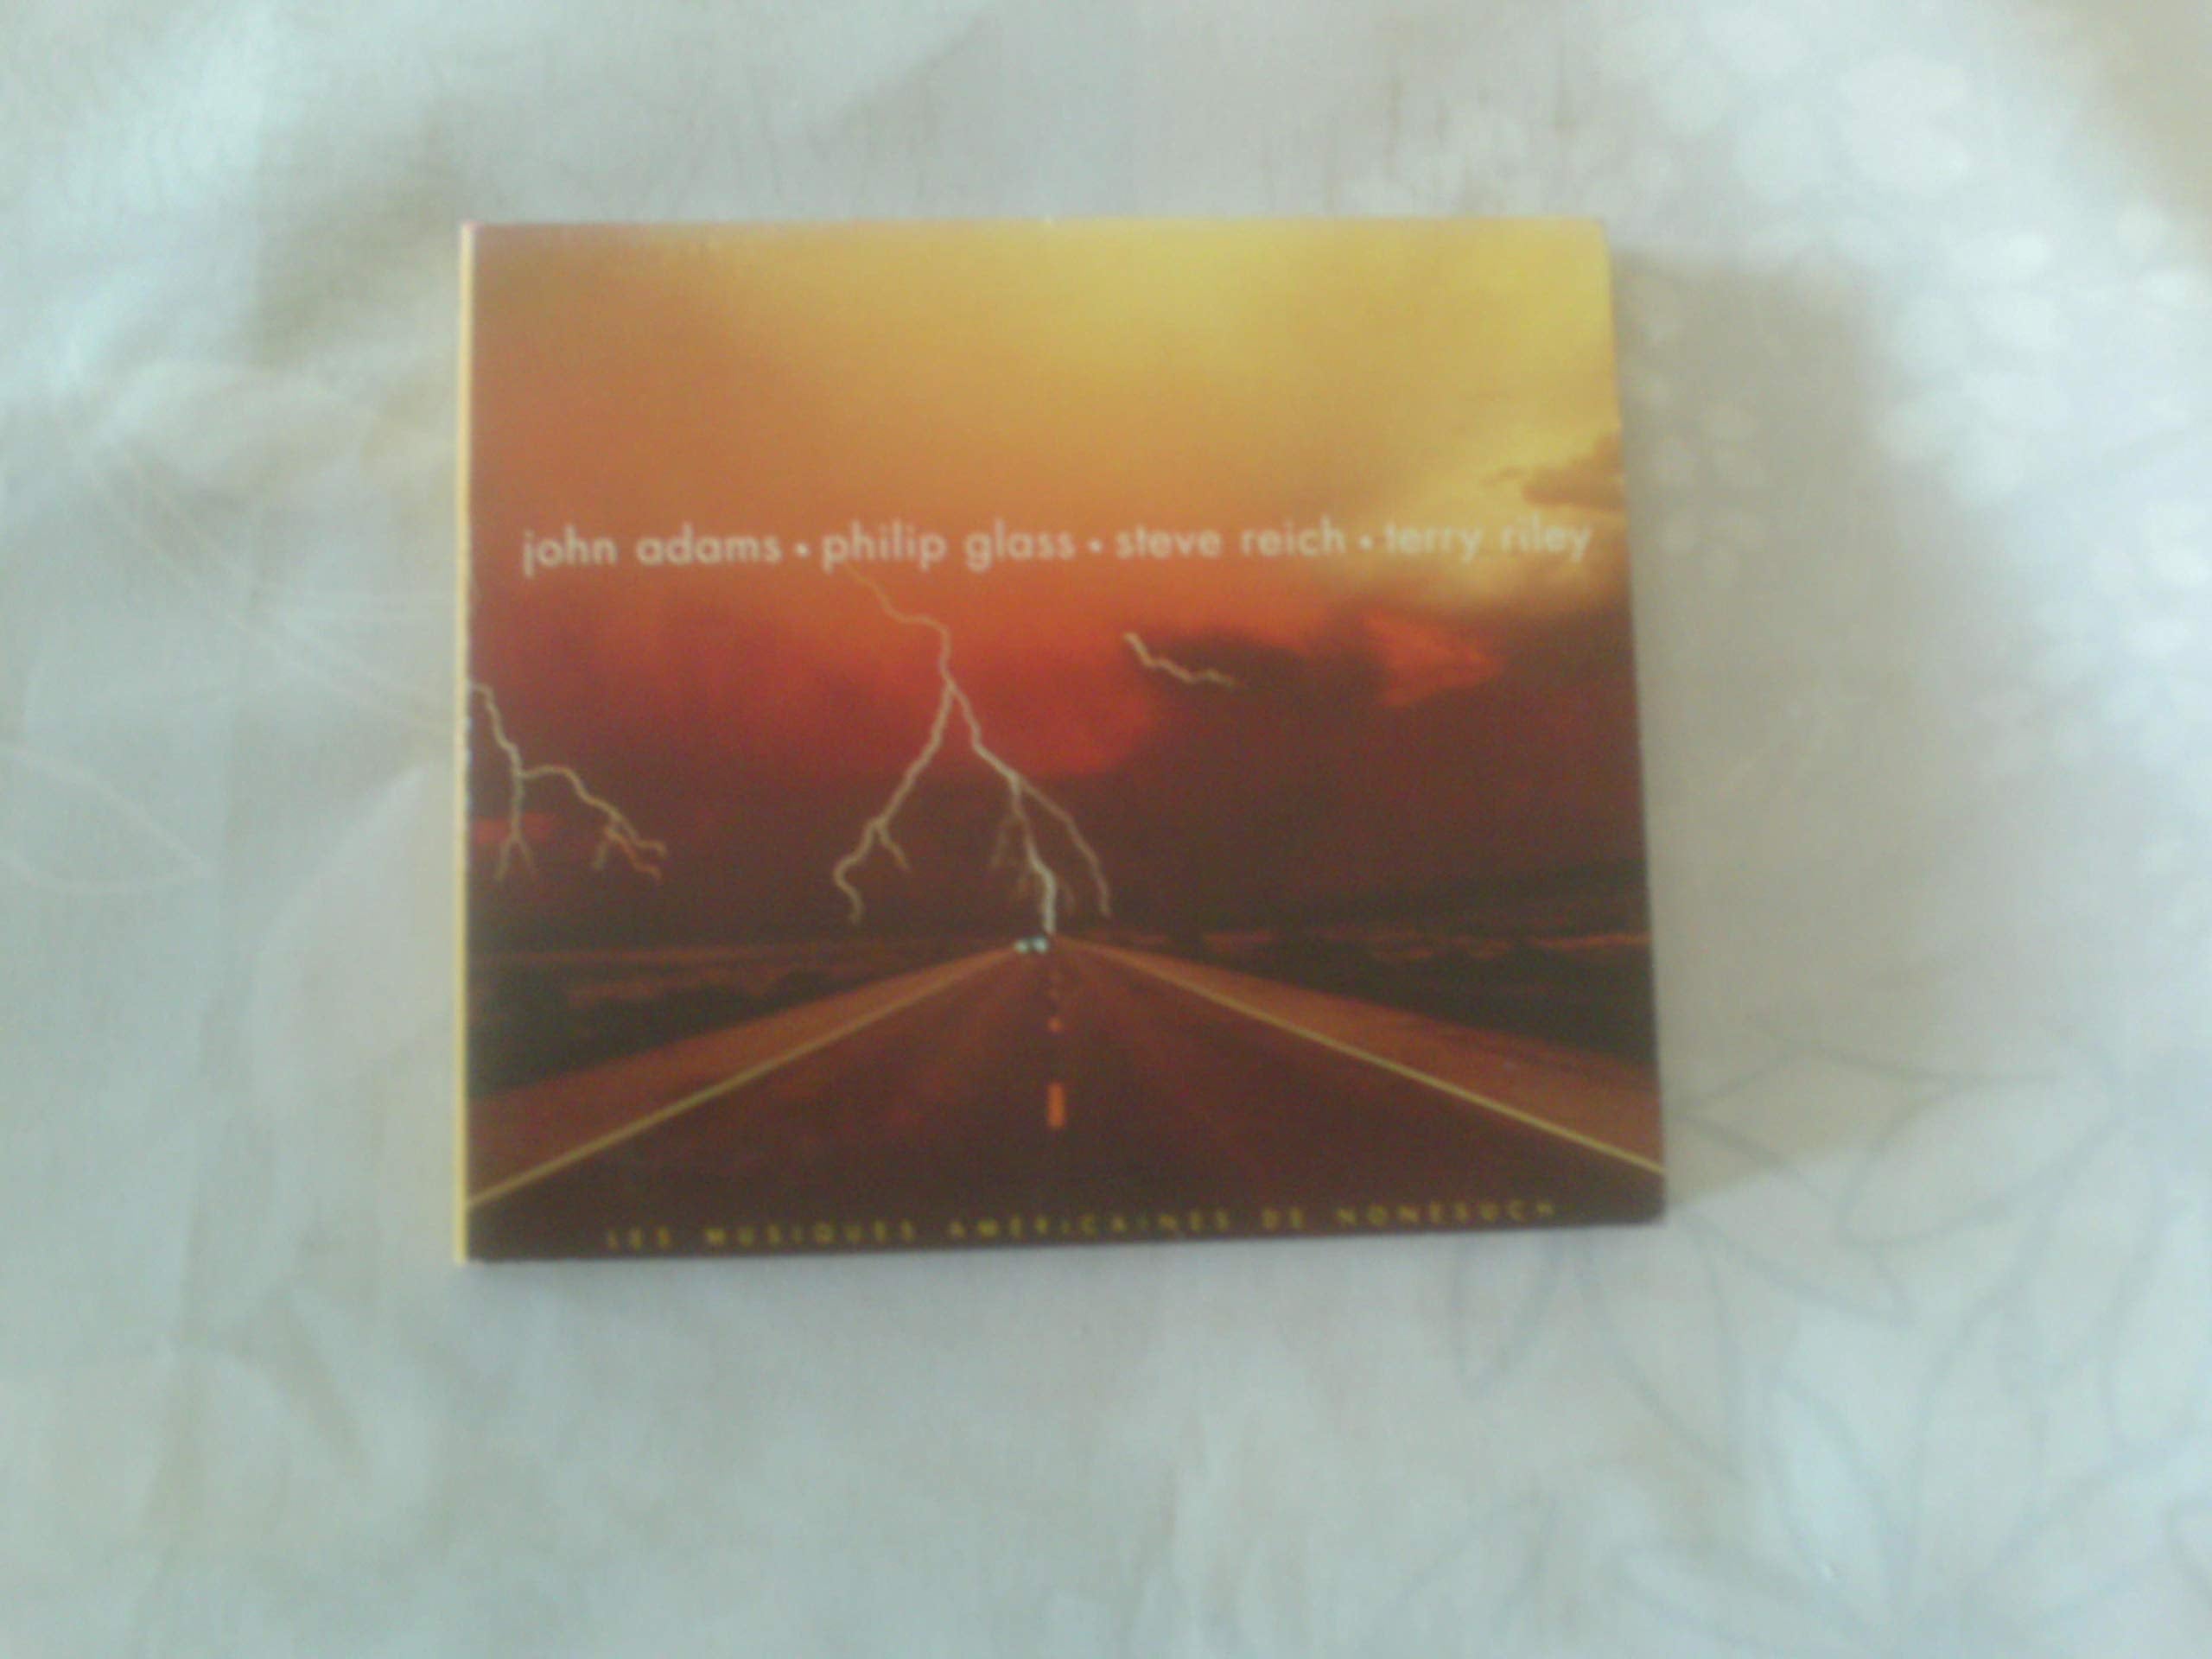 john adams • philip glass • steve reich • terry riley
LES MUSIQUES AMÉRICAINES DE NONESUCH